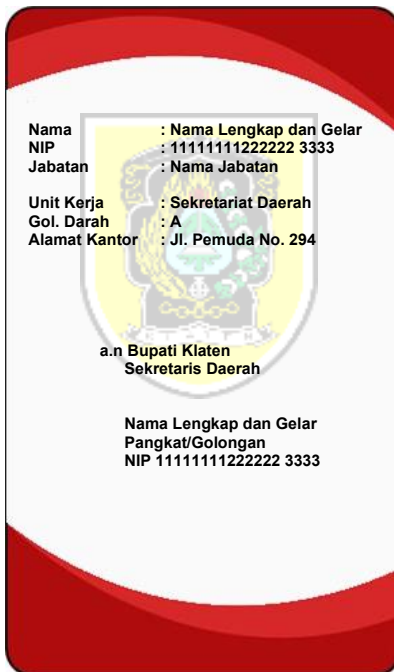 Nama : Nama Lengkap dan Gelar
NIP : 11111111222222 3333
Jabatan : Nama Jabatan
Unit Kerja : Sekretariat Daerah
Gol. Darah : A
Alamat Kantor : Jl. Pemuda No. 294
a.n Bupati Klaten
Sekretaris Daerah
Nama Lengkap dan Gelar
Pangkat/Golongan
NIP 11111111222222 3333